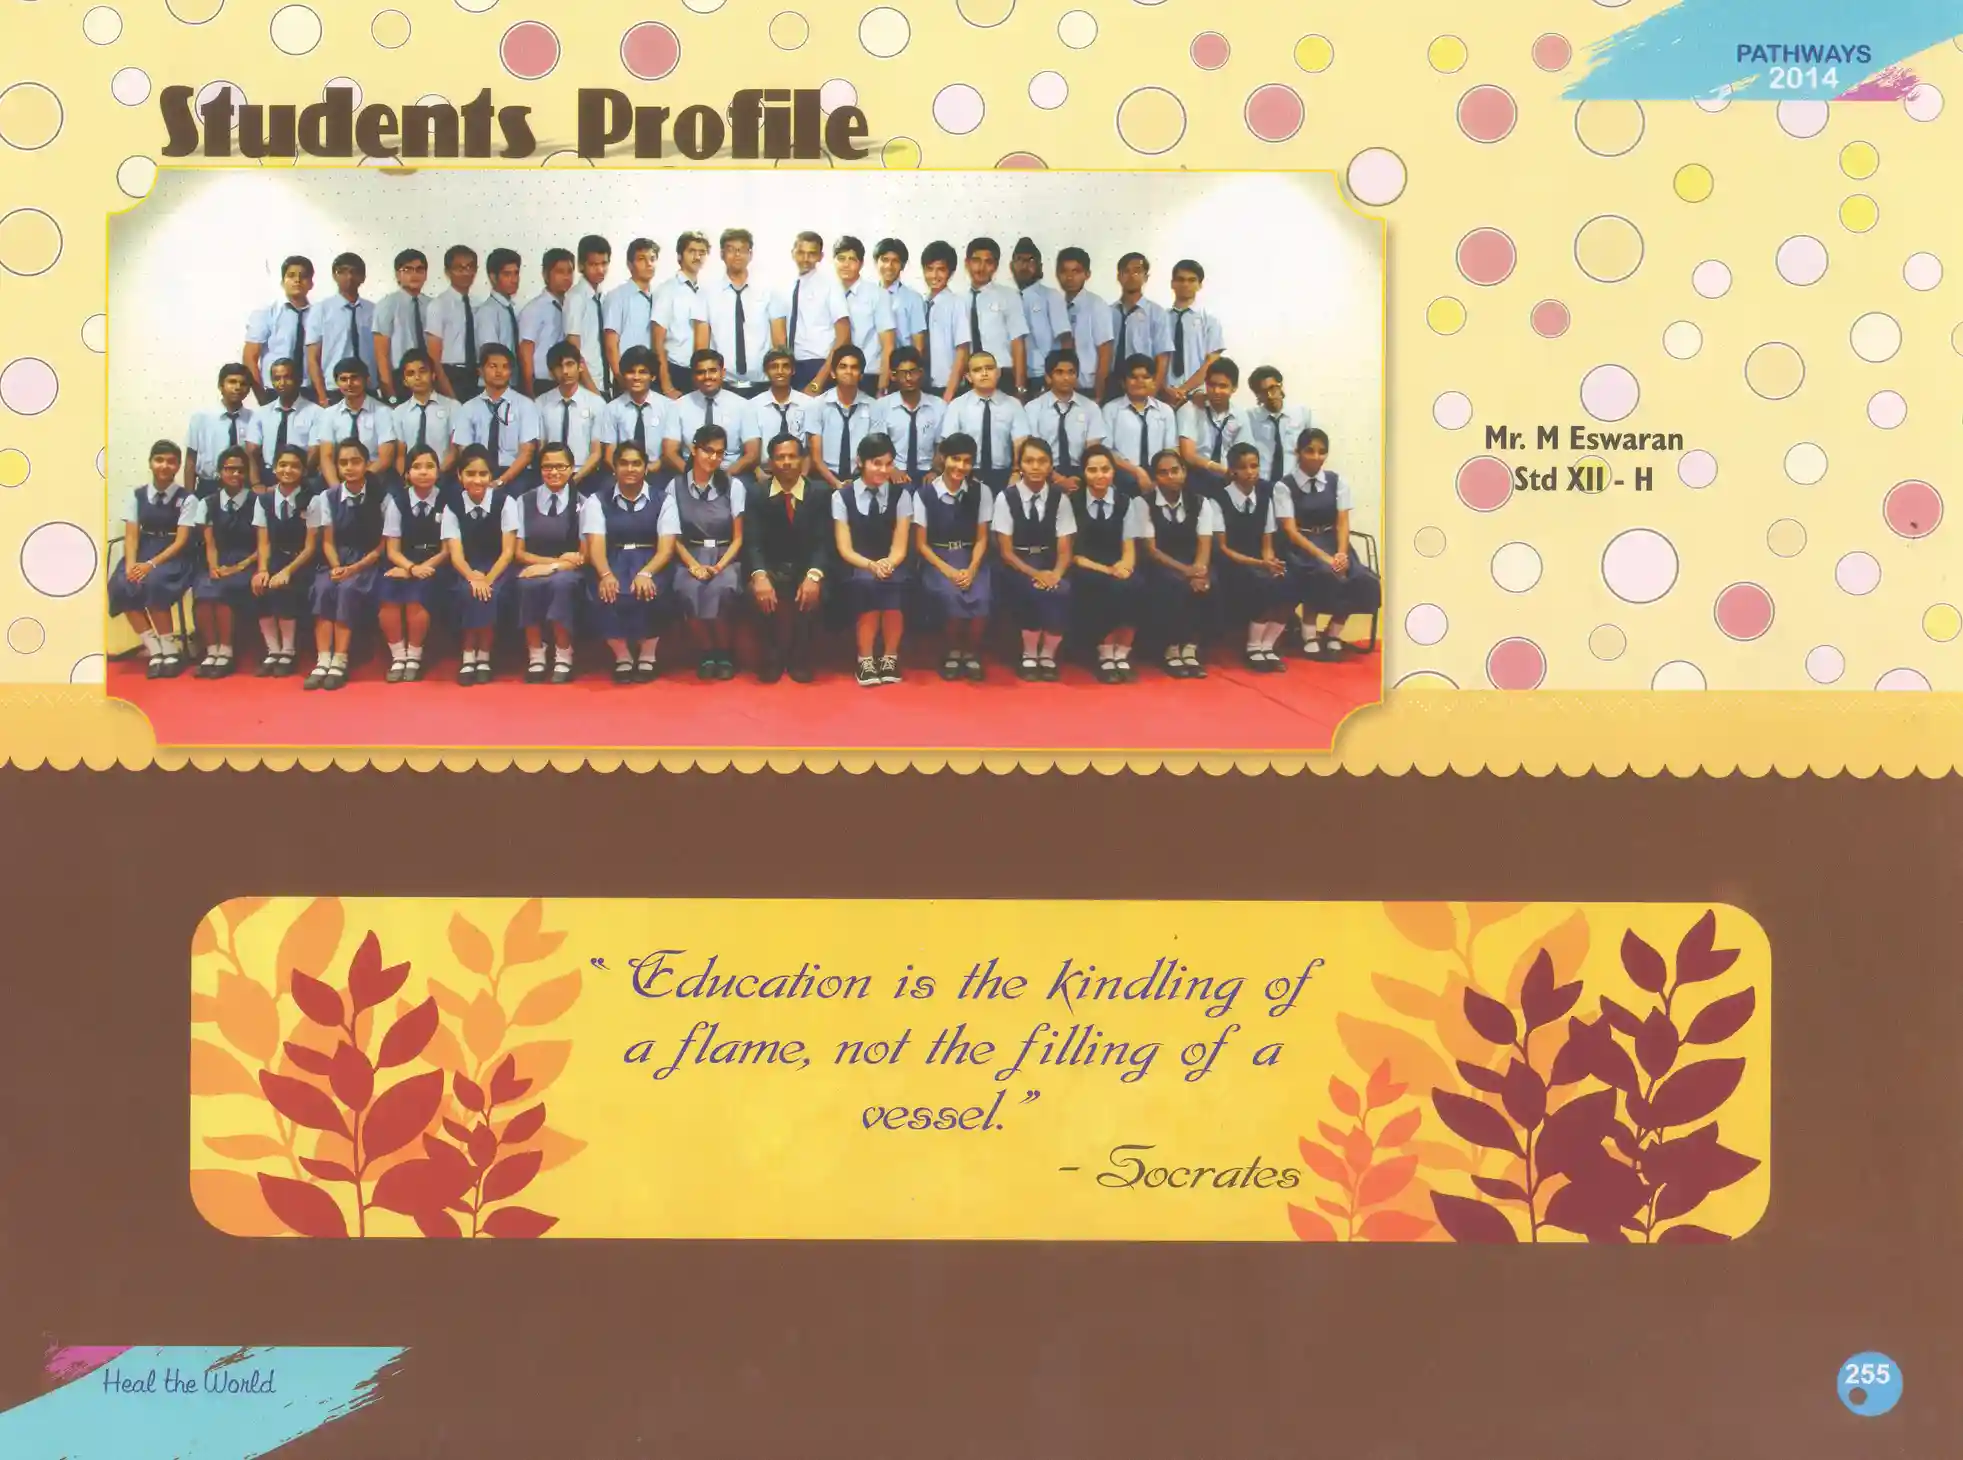 PATHWAYS
2014
Students Profile
Mr. M Eswaran
Std XII - H
“ Education is the kindling of
a flame, not the filling of a
vessel.”
- Socrates
Heal the World
255